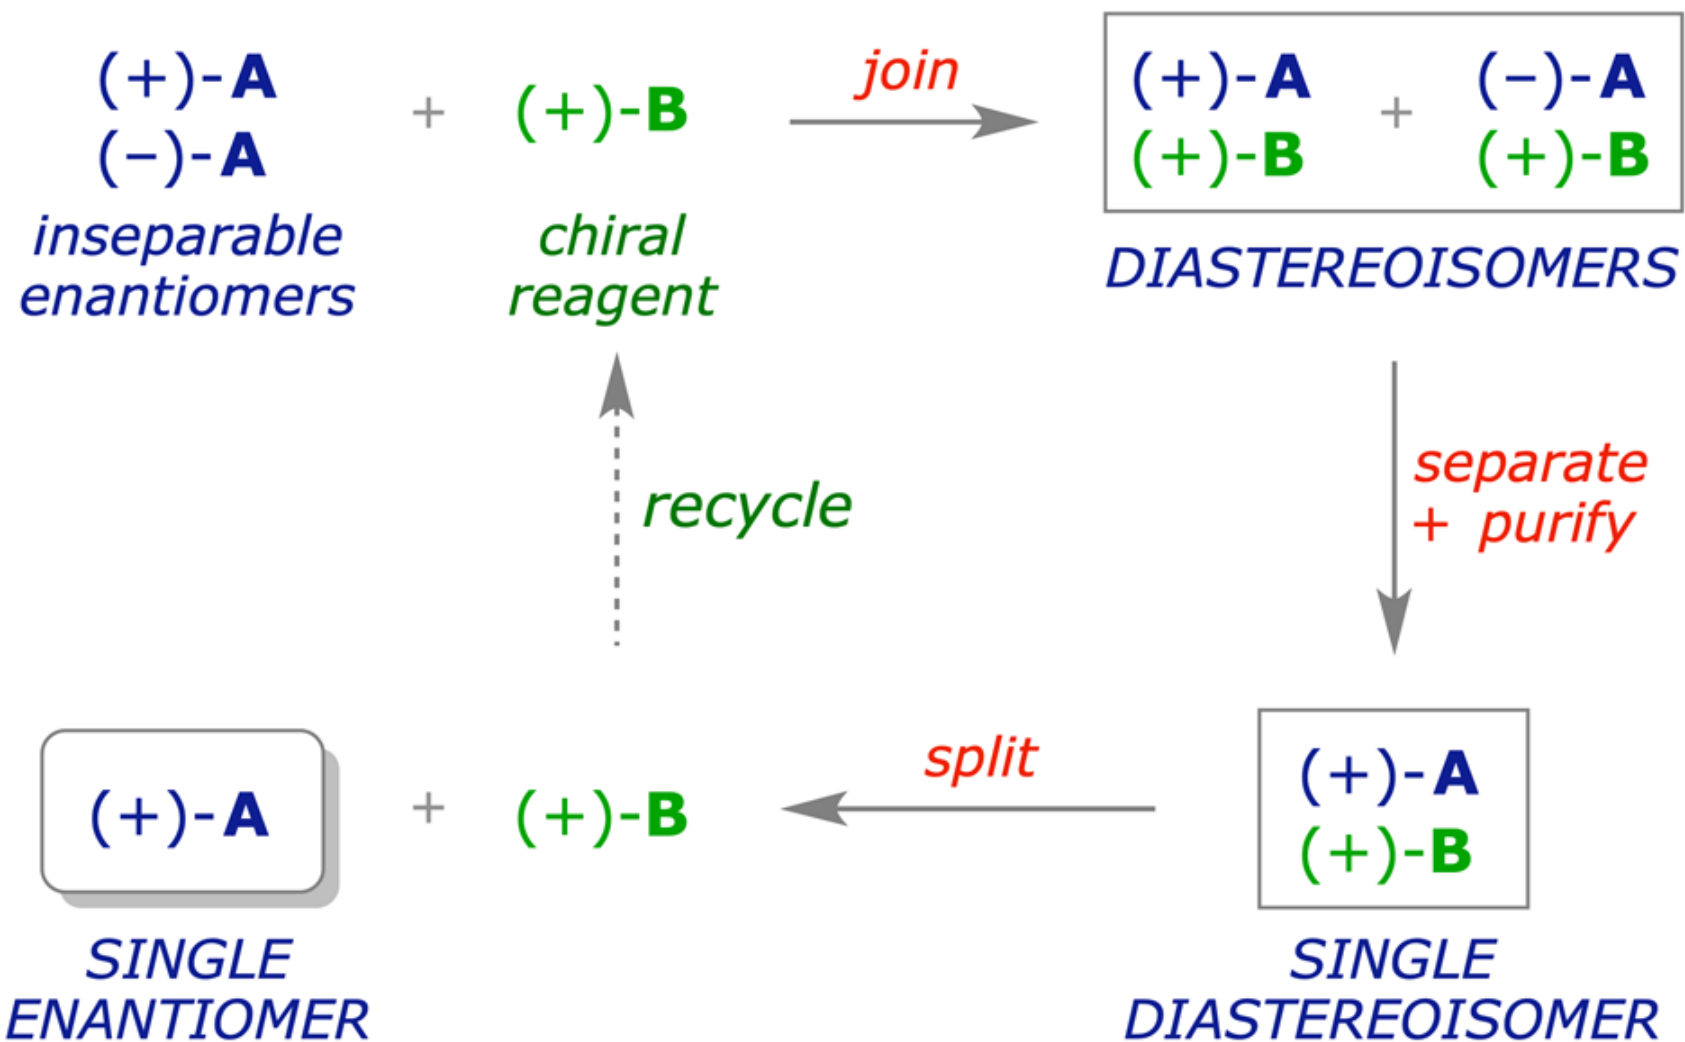 (+)-A
(–)-A
inseparable
enantiomers
+
(+)-B
chiral
reagent
join
(+)-A + (–)-A
(+)-B (+)-B
DIASTEREOISOMERS
recycle
separate
+ purify
(+)-A
SINGLE
ENANTIOMER
+
(+)-B
split
(+)-A
(+)-B
SINGLE
DIASTEREOISOMER